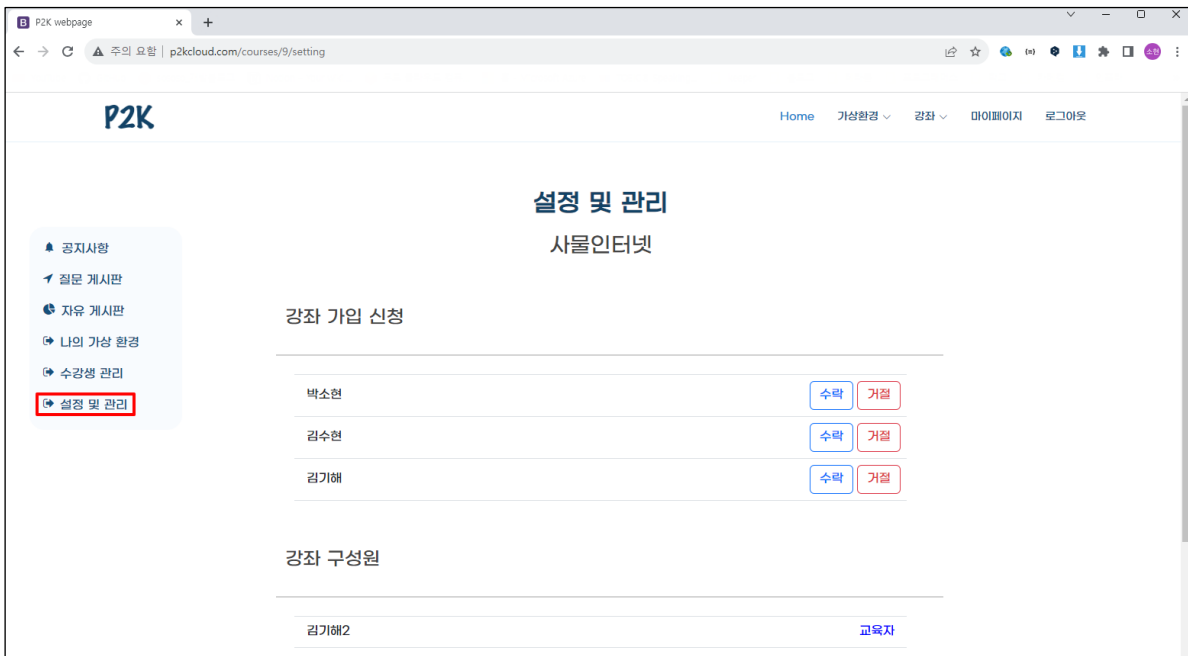 P2K webpage
주의 요함 | p2kcloud.com/courses/9/setting
P2K
Home 가상환경 강좌 마이페이지 로그아웃
설정 및 관리
사물인터넷
공지사항
질문 게시판
자유 게시판
나의 가상 환경
수강생 관리
설정 및 관리
강좌 가입 신청
박소현 수락 거절
김수현 수락 거절
김기해 수락 거절
강좌 구성원
김기해2 교육자